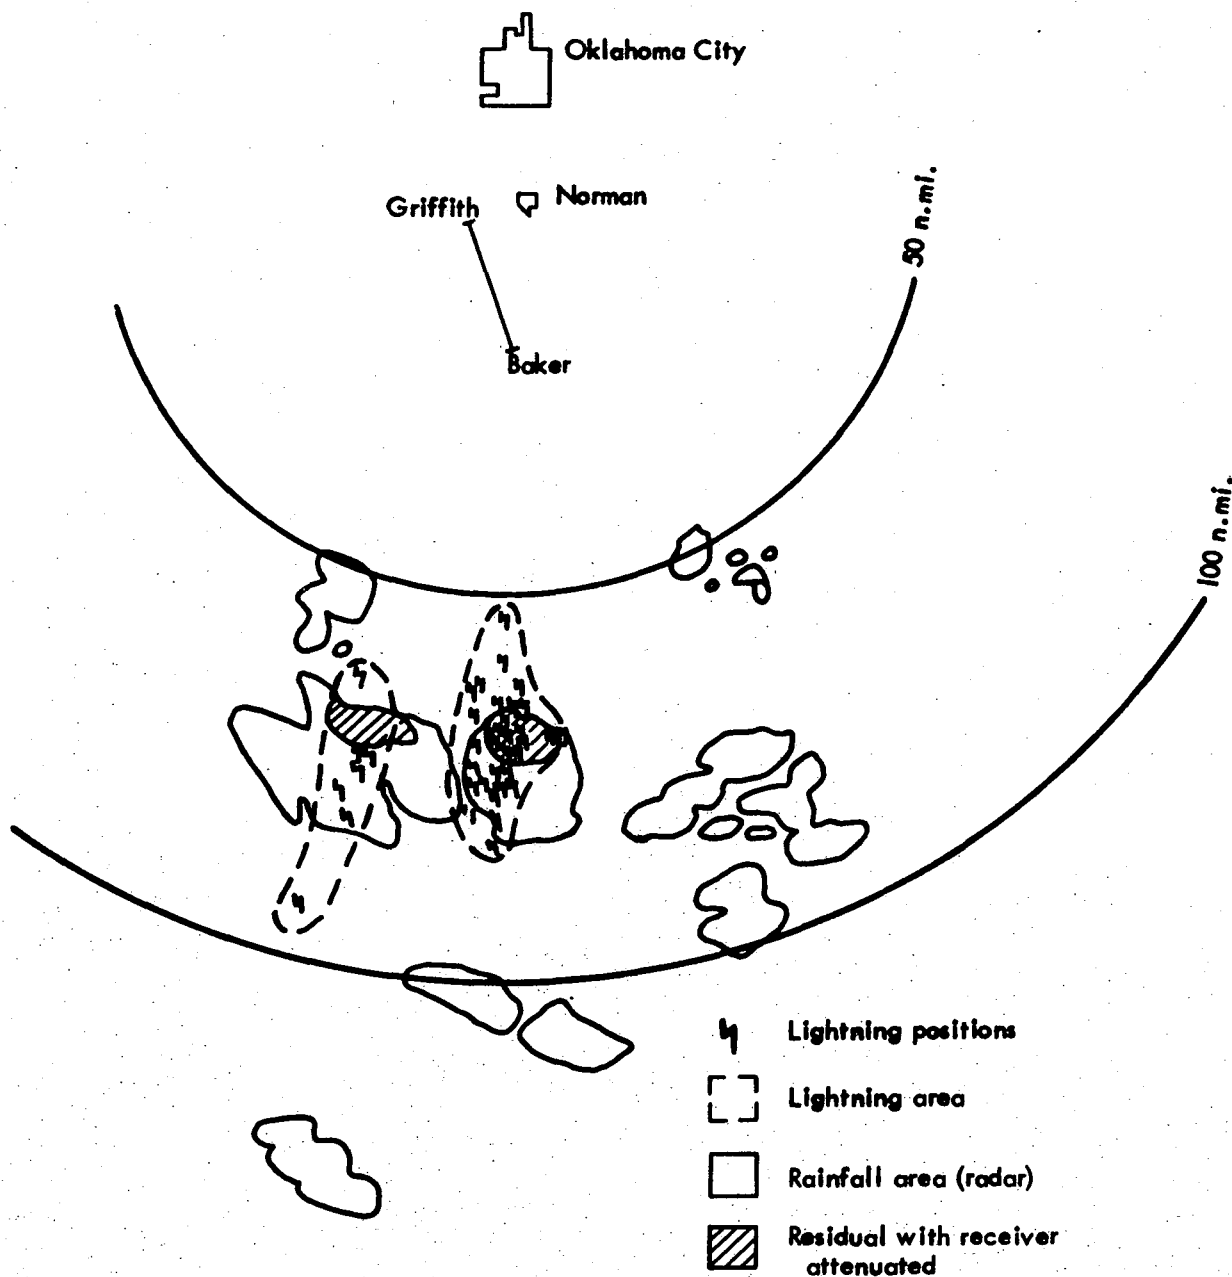 Oklahoma City
Norman
Griffith
50 n.mi.
Baker
100 n.mi.
Lightning positions
Lightning area
Rainfall area (radar)
Residual with receiver
attenuated